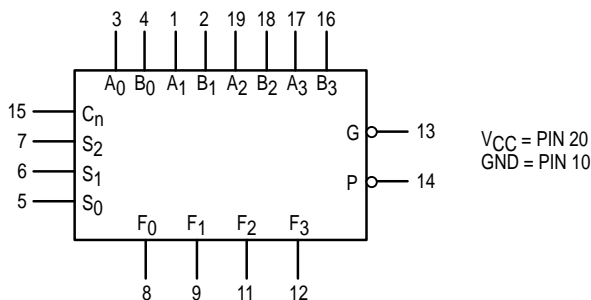 3 4 1 2 19 18 17 16
A0 B0 A1 B1 A2 B2 A3 B3
15 Cn
7 S2
6 S1
5 S0
G 13
P 14
VCC = PIN 20
GND = PIN 10
F0 F1 F2 F3
8 9 11 12